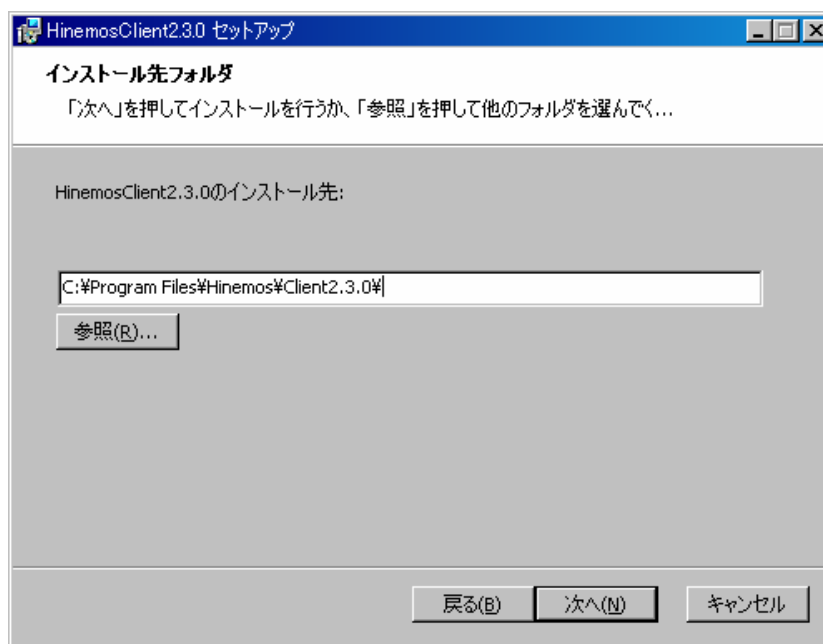 HinemosClient2.3.0 セットアップ
インストール先フォルダ
「次へ」を押してインストールを行うか、「参照」を押して他のフォルダを選んでく...
HinemosClient2.3.0のインストール先:
C:¥Program Files¥Hinemos¥Client2.3.0¥
参照(R)...
戻る(B) 次へ(N) キャンセル